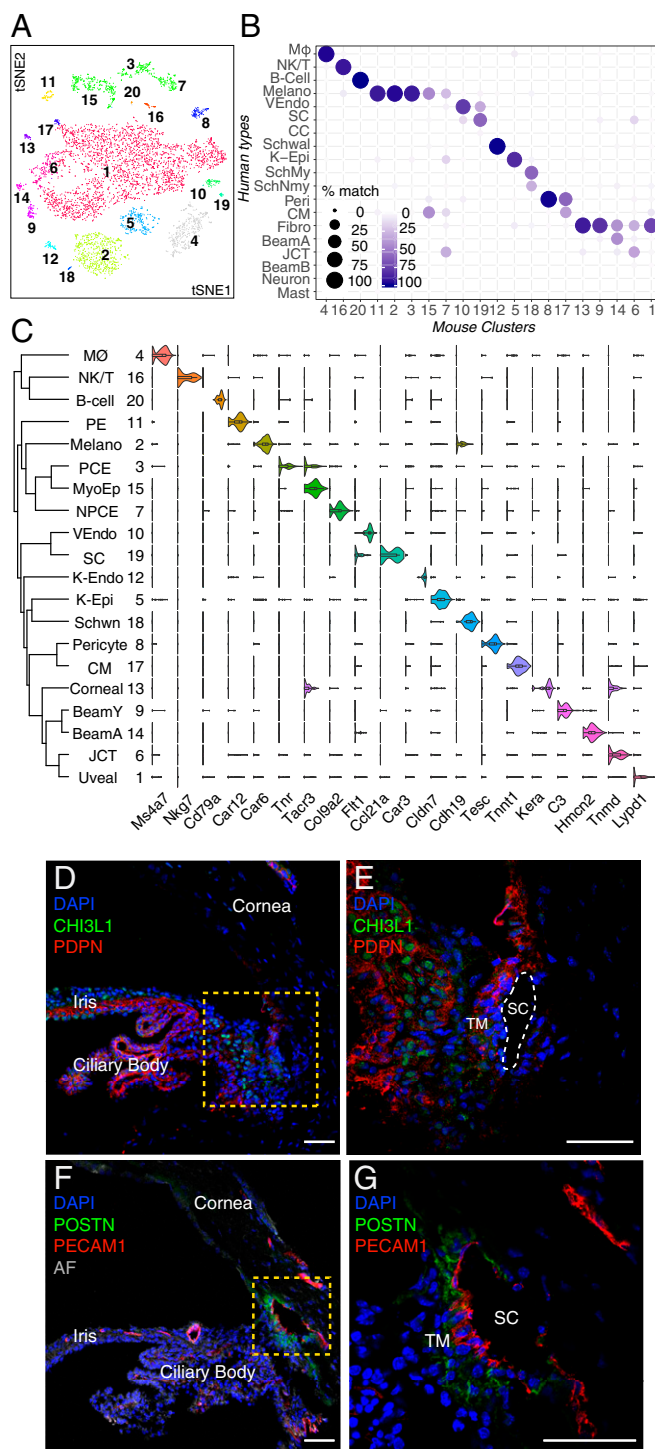 A
tSNE2
tSNE1
11
3
15
7
20
16
8
17
13
6
1
14
10
19
9
5
4
12
2
18
B
Human types
Mφ
NK/T
B-Cell
Melano
VEndo
SC
CC
Schwal
K-Epi
SchMy
SchNmy
Peri
CM
Fibro
BeamA
JCT
BeamB
Neuron
Mast
% match
0
25
50
75
100
0
25
50
75
100
4 16 20 11 2 3 15 7 10 19 12 5 18 8 17 13 9 14 6 1
Mouse Clusters
C
MØ 4
NK/T 16
B-cell 20
PE 11
Melano 2
PCE 3
MyoEp 15
NPCE 7
VEndo 10
SC 19
K-Endo 12
K-Epi 5
Schwn 18
Pericyte 8
CM 17
Corneal 13
BeamY 9
BeamA 14
JCT 6
Uveal 1
Ms4a7 Nkg7 Cd79a Car12 Car6 Tnr Tacr3 Col9a2 Flt1 Ccl21a Car3 Cldn7 Cdh19 Tesc Tnnt1 Kera C3 Hmcn2 Tnmd Lypd1
D
DAPI
CHI3L1
PDPN
Cornea
Iris
Ciliary Body
E
DAPI
CHI3L1
PDPN
TM
SC
F
DAPI
POSTN
PECAM1
AF
Cornea
Iris
Ciliary Body
G
DAPI
POSTN
PECAM1
SC
TM